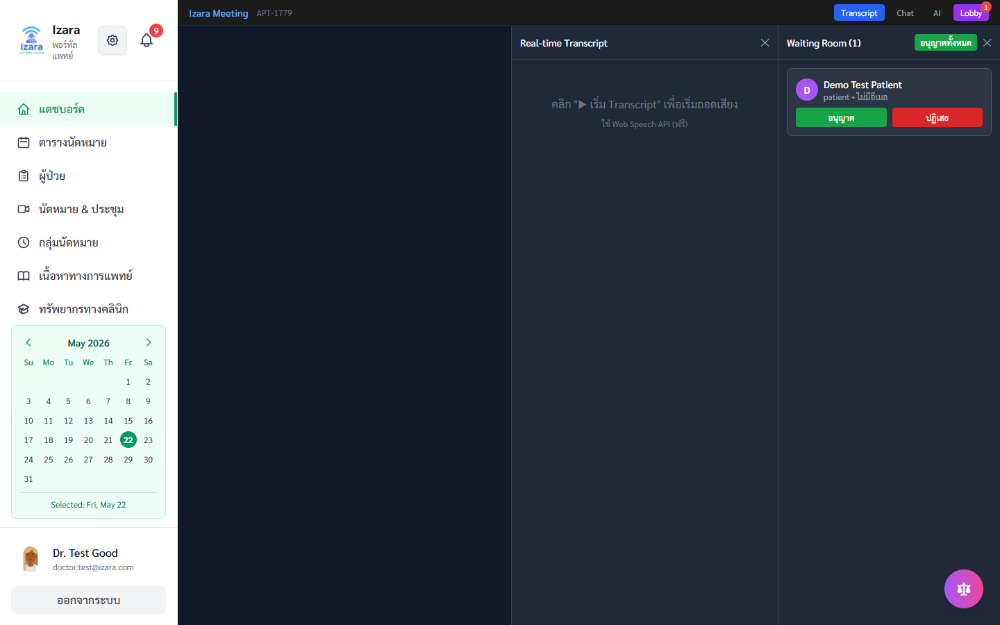 izara
Izara
พอร์ทัล
แพทย์
9
แดชบอร์ด
ตารางนัดหมาย
ผู้ป่วย
นัดหมาย & ประชุม
กลุ่มนัดหมาย
เนื้อหาทางการแพทย์
ทรัพยากรทางคลินิก
May 2026
Su Mo Tu We Th Fr Sa
1 2
3 4 5 6 7 8 9
10 11 12 13 14 15 16
17 18 19 20 21 22 23
24 25 26 27 28 29 30
31
Selected: Fri, May 22
Dr. Test Good
doctor.test@izara.com
ออกจากระบบ
Izara Meeting APT-1779
Transcript Chat AI Lobby 1
Real-time Transcript
คลิก "▶ เริ่ม Transcript" เพื่อเริ่มถอดเสียง
ใช้ Web Speech API (ฟรี)
Waiting Room (1) อนุญาตทั้งหมด
D
Demo Test Patient
patient • ไม่มีอีเมล
อนุญาต ปฏิเสธ